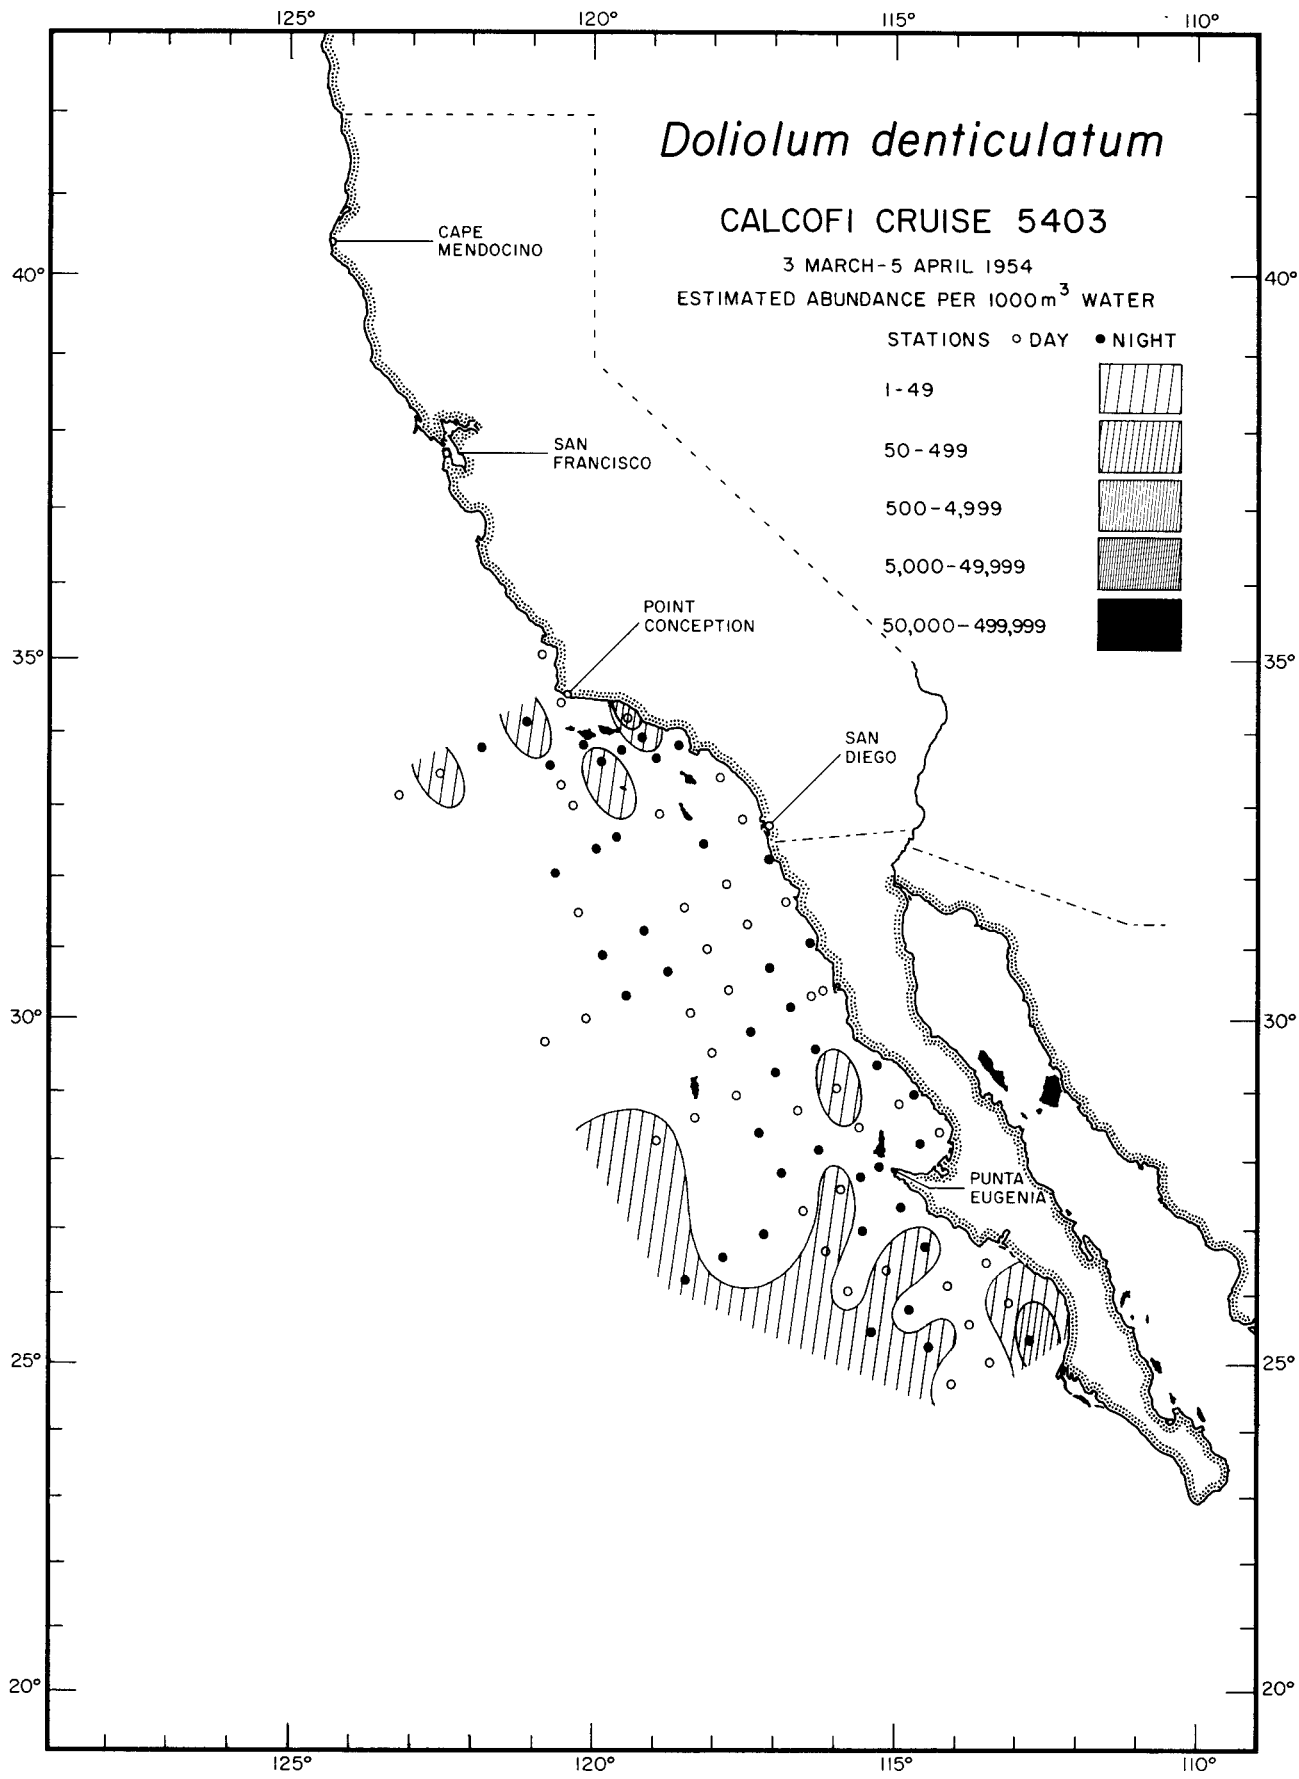 125° 120° 115° 110°
Doliolum denticulatum
CALCOFI CRUISE 5403
3 MARCH-5 APRIL 1954
ESTIMATED ABUNDANCE PER 1000m³ WATER
STATIONS ○ DAY ● NIGHT
1-49
50-499
500-4,999
5,000-49,999
50,000-499,999
CAPE
MENDOCINO
40° 40°
SAN
FRANCISCO
POINT
CONCEPTION
35° 35°
SAN
DIEGO
30° 30°
PUNTA
EUGENIA
25° 25°
20° 20°
125° 120° 115° 110°